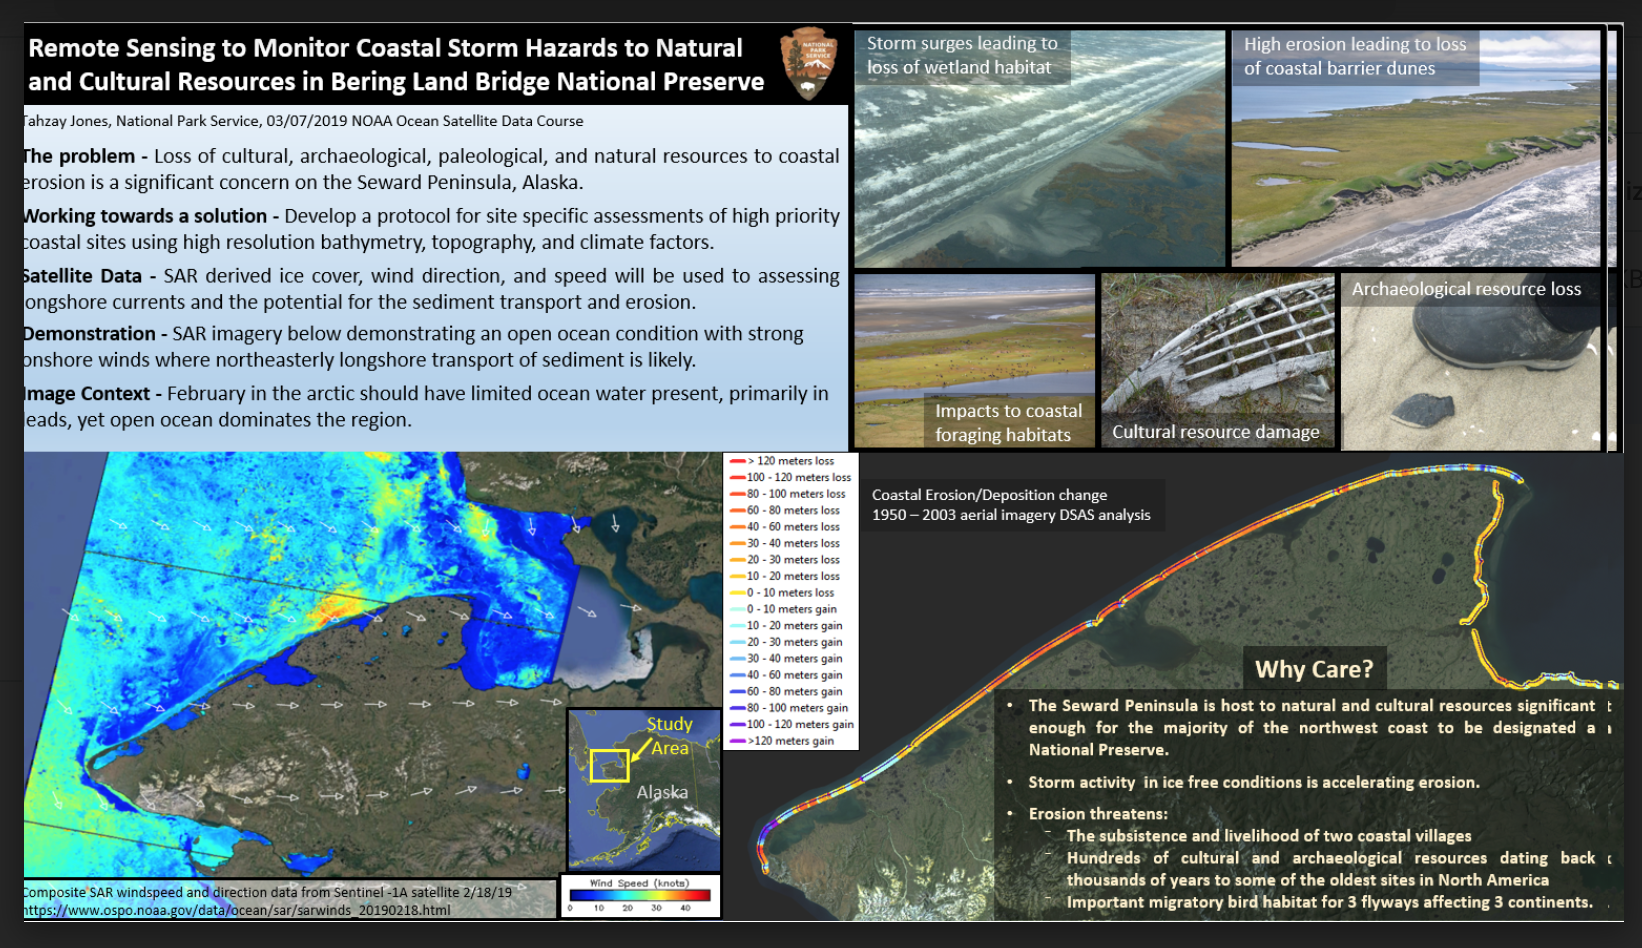 Remote Sensing to Monitor Coastal Storm Hazards to Natural
and Cultural Resources in Bering Land Bridge National Preserve
NATIONAL
PARK
SERVICE
Tahzay Jones, National Park Service, 03/07/2019 NOAA Ocean Satellite Data Course
The problem - Loss of cultural, archaeological, paleological, and natural resources to coastal
erosion is a significant concern on the Seward Peninsula, Alaska.
Working towards a solution - Develop a protocol for site specific assessments of high priority
coastal sites using high resolution bathymetry, topography, and climate factors.
Satellite Data - SAR derived ice cover, wind direction, and speed will be used to assessing
longshore currents and the potential for the sediment transport and erosion.
Demonstration - SAR imagery below demonstrating an open ocean condition with strong
onshore winds where northeasterly longshore transport of sediment is likely.
Image Context - February in the arctic should have limited ocean water present, primarily in
leads, yet open ocean dominates the region.
Storm surges leading to
loss of wetland habitat
High erosion leading to loss
of coastal barrier dunes
Impacts to coastal
foraging habitats
Cultural resource damage
Archaeological resource loss
Study
Area
Alaska
Composite SAR windspeed and direction data from Sentinel -1A satellite 2/18/19
https://www.ospo.noaa.gov/data/ocean/sar/sarwinds_20190218.html
Wind Speed (knots)
0 10 20 30 40
> 120 meters loss
100 - 120 meters loss
80 - 100 meters loss
60 - 80 meters loss
40 - 60 meters loss
30 - 40 meters loss
20 - 30 meters loss
10 - 20 meters loss
0 - 10 meters loss
0 - 10 meters gain
10 - 20 meters gain
20 - 30 meters gain
30 - 40 meters gain
40 - 60 meters gain
60 - 80 meters gain
80 - 100 meters gain
100 - 120 meters gain
>120 meters gain
Coastal Erosion/Deposition change
1950 – 2003 aerial imagery DSAS analysis
Why Care?
• The Seward Peninsula is host to natural and cultural resources significant
enough for the majority of the northwest coast to be designated a
National Preserve.
• Storm activity in ice free conditions is accelerating erosion.
• Erosion threatens:
– The subsistence and livelihood of two coastal villages
– Hundreds of cultural and archaeological resources dating back
thousands of years to some of the oldest sites in North America
– Important migratory bird habitat for 3 flyways affecting 3 continents.